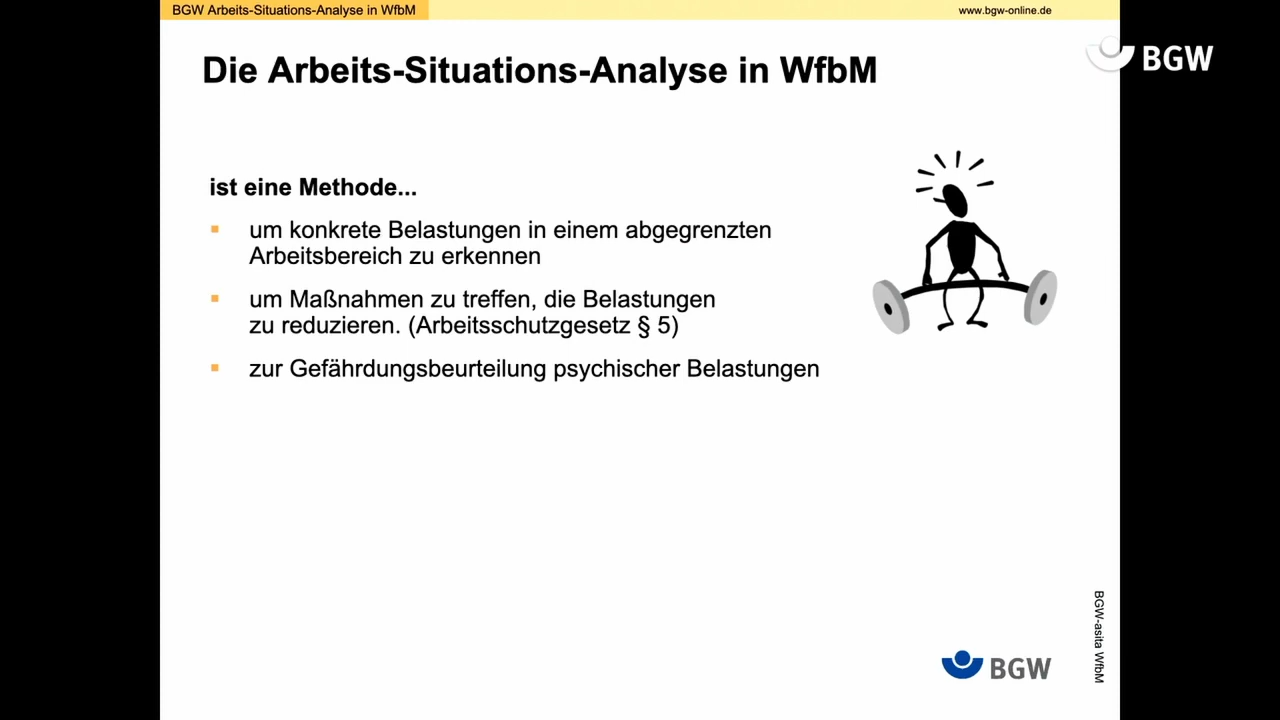 BGW Arbeits-Situations-Analyse in WfbM
www.bgw-online.de
BGW
Die Arbeits-Situations-Analyse in WfbM
ist eine Methode...
um konkrete Belastungen in einem abgegrenzten
Arbeitsbereich zu erkennen
um Maßnahmen zu treffen, die Belastungen
zu reduzieren. (Arbeitsschutzgesetz § 5)
zur Gefährdungsbeurteilung psychischer Belastungen
BGW-asita WfbM
BGW